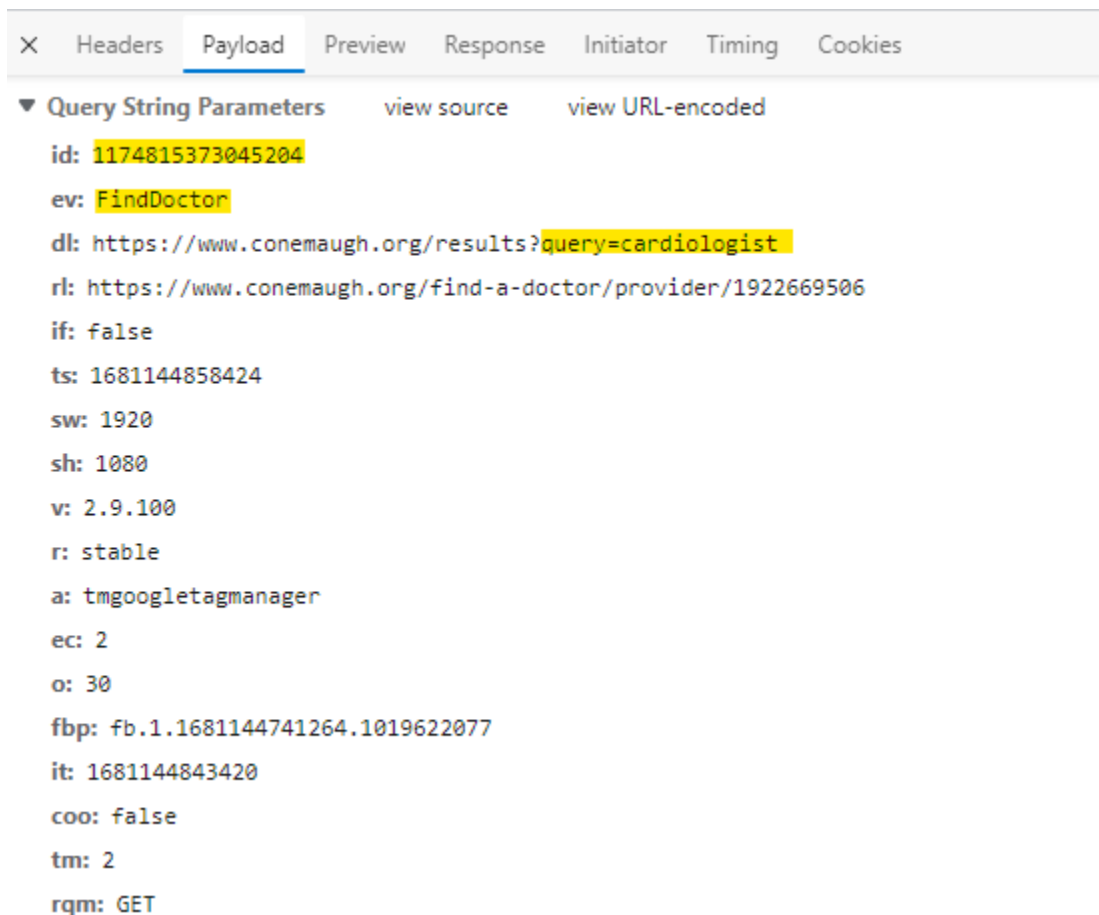 × Headers Payload Preview Response Initiator Timing Cookies
▼ Query String Parameters view source view URL-encoded
id: 1174815373045204
ev: FindDoctor
dl: https://www.conemaugh.org/results?query=cardiologist
rl: https://www.conemaugh.org/find-a-doctor/provider/1922669506
if: false
ts: 1681144858424
sw: 1920
sh: 1080
v: 2.9.100
r: stable
a: tmgoogletagmanager
ec: 2
o: 30
fbp: fb.1.1681144741264.1019622077
it: 1681144843420
coo: false
tm: 2
rqm: GET